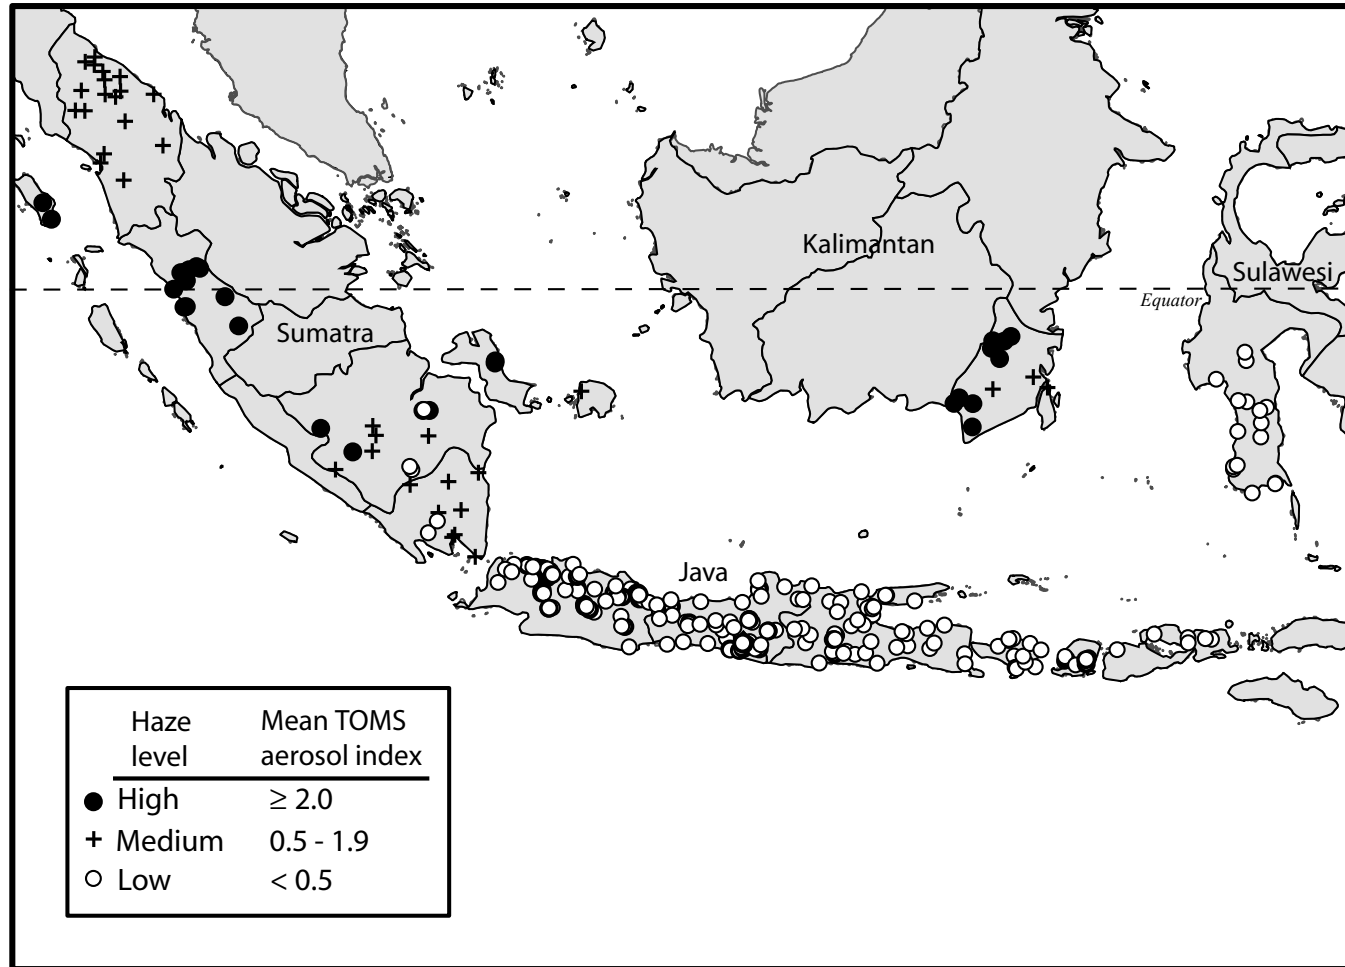 Kalimantan
Sulawesi
Equator
Sumatra
Java
Haze level
Mean TOMS aerosol index
High ≥ 2.0
+ Medium 0.5 - 1.9
Low < 0.5